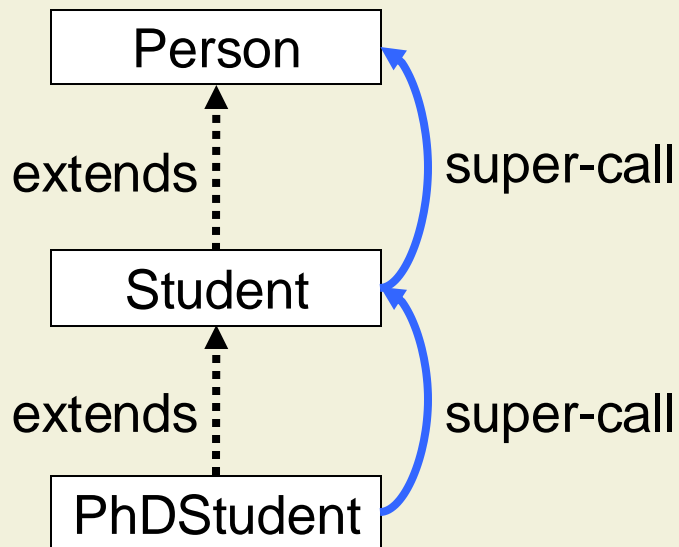 Person
extends
super-call
Student
extends
super-call
PhDStudent